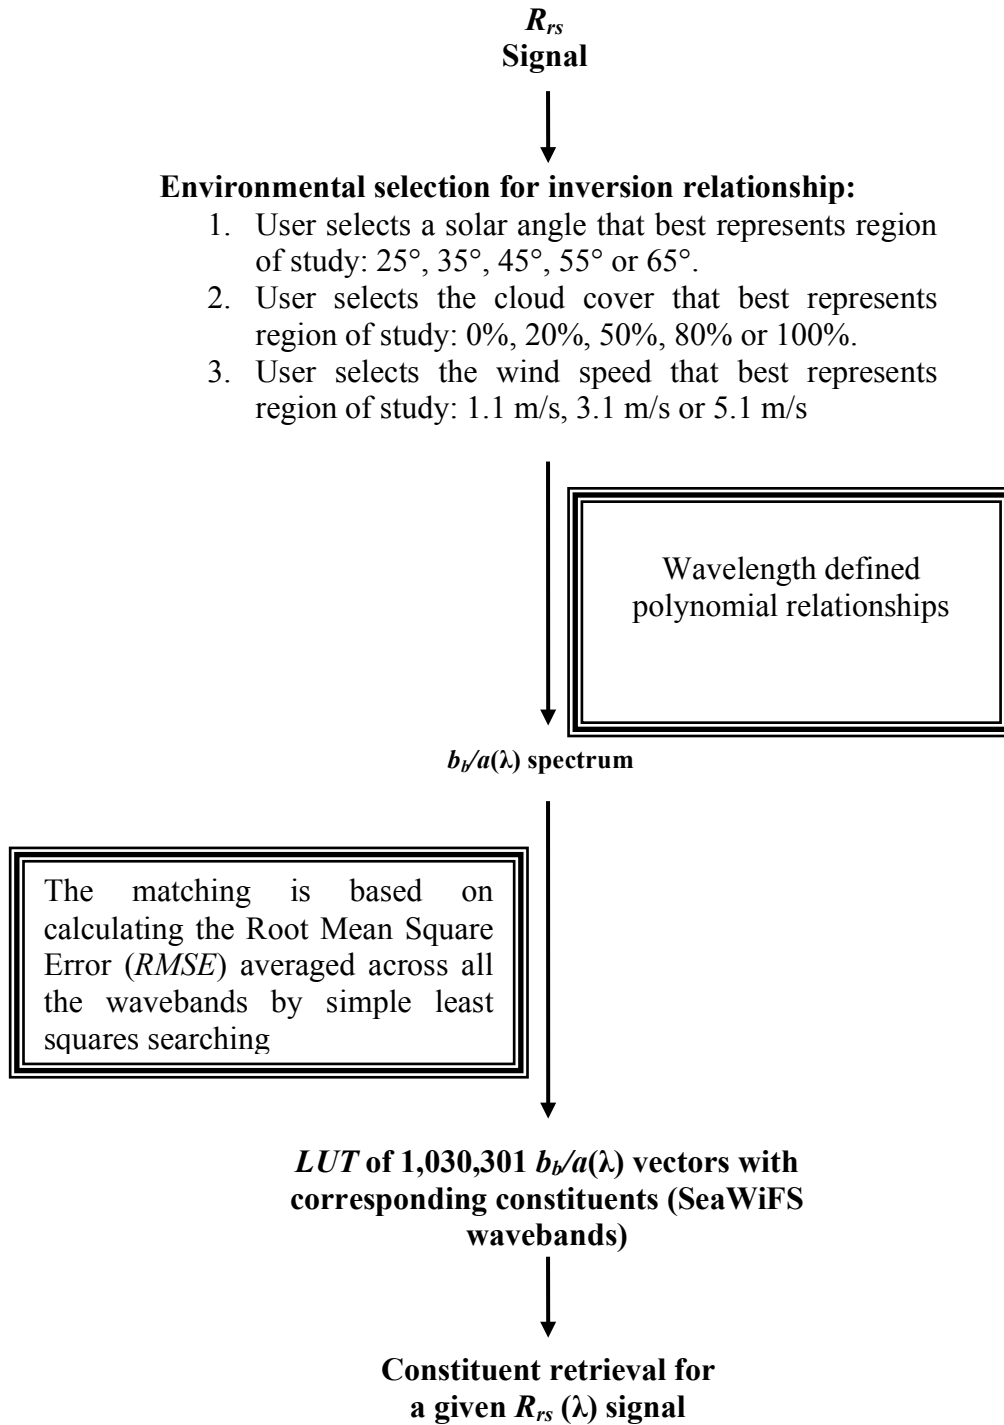 Rrs
Signal
Environmental selection for inversion relationship:
1. User selects a solar angle that best represents region
of study: 25°, 35°, 45°, 55° or 65°.
2. User selects the cloud cover that best represents
region of study: 0%, 20%, 50%, 80% or 100%.
3. User selects the wind speed that best represents
region of study: 1.1 m/s, 3.1 m/s or 5.1 m/s
Wavelength defined
polynomial relationships
bb/a(λ) spectrum
The matching is based on
calculating the Root Mean Square
Error (RMSE) averaged across all
the wavebands by simple least
squares searching
LUT of 1,030,301 bb/a(λ) vectors with
corresponding constituents (SeaWiFS
wavebands)
Constituent retrieval for
a given Rrs (λ) signal